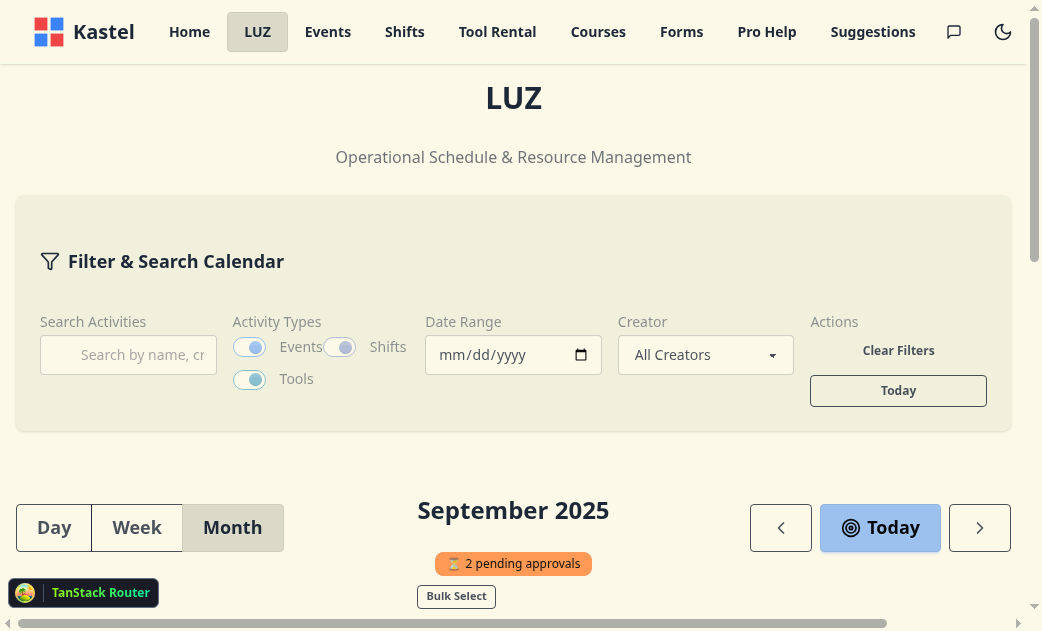 Kastel
Home
LUZ
Events
Shifts
Tool Rental
Courses
Forms
Pro Help
Suggestions
LUZ
Operational Schedule & Resource Management
Filter & Search Calendar
Search Activities
Activity Types
Date Range
Creator
Actions
Search by name, cr
Events
Shifts
Tools
mm/dd/yyyy
All Creators
Clear Filters
Today
Day
Week
Month
September 2025
Today
2 pending approvals
Bulk Select
TanStack Router